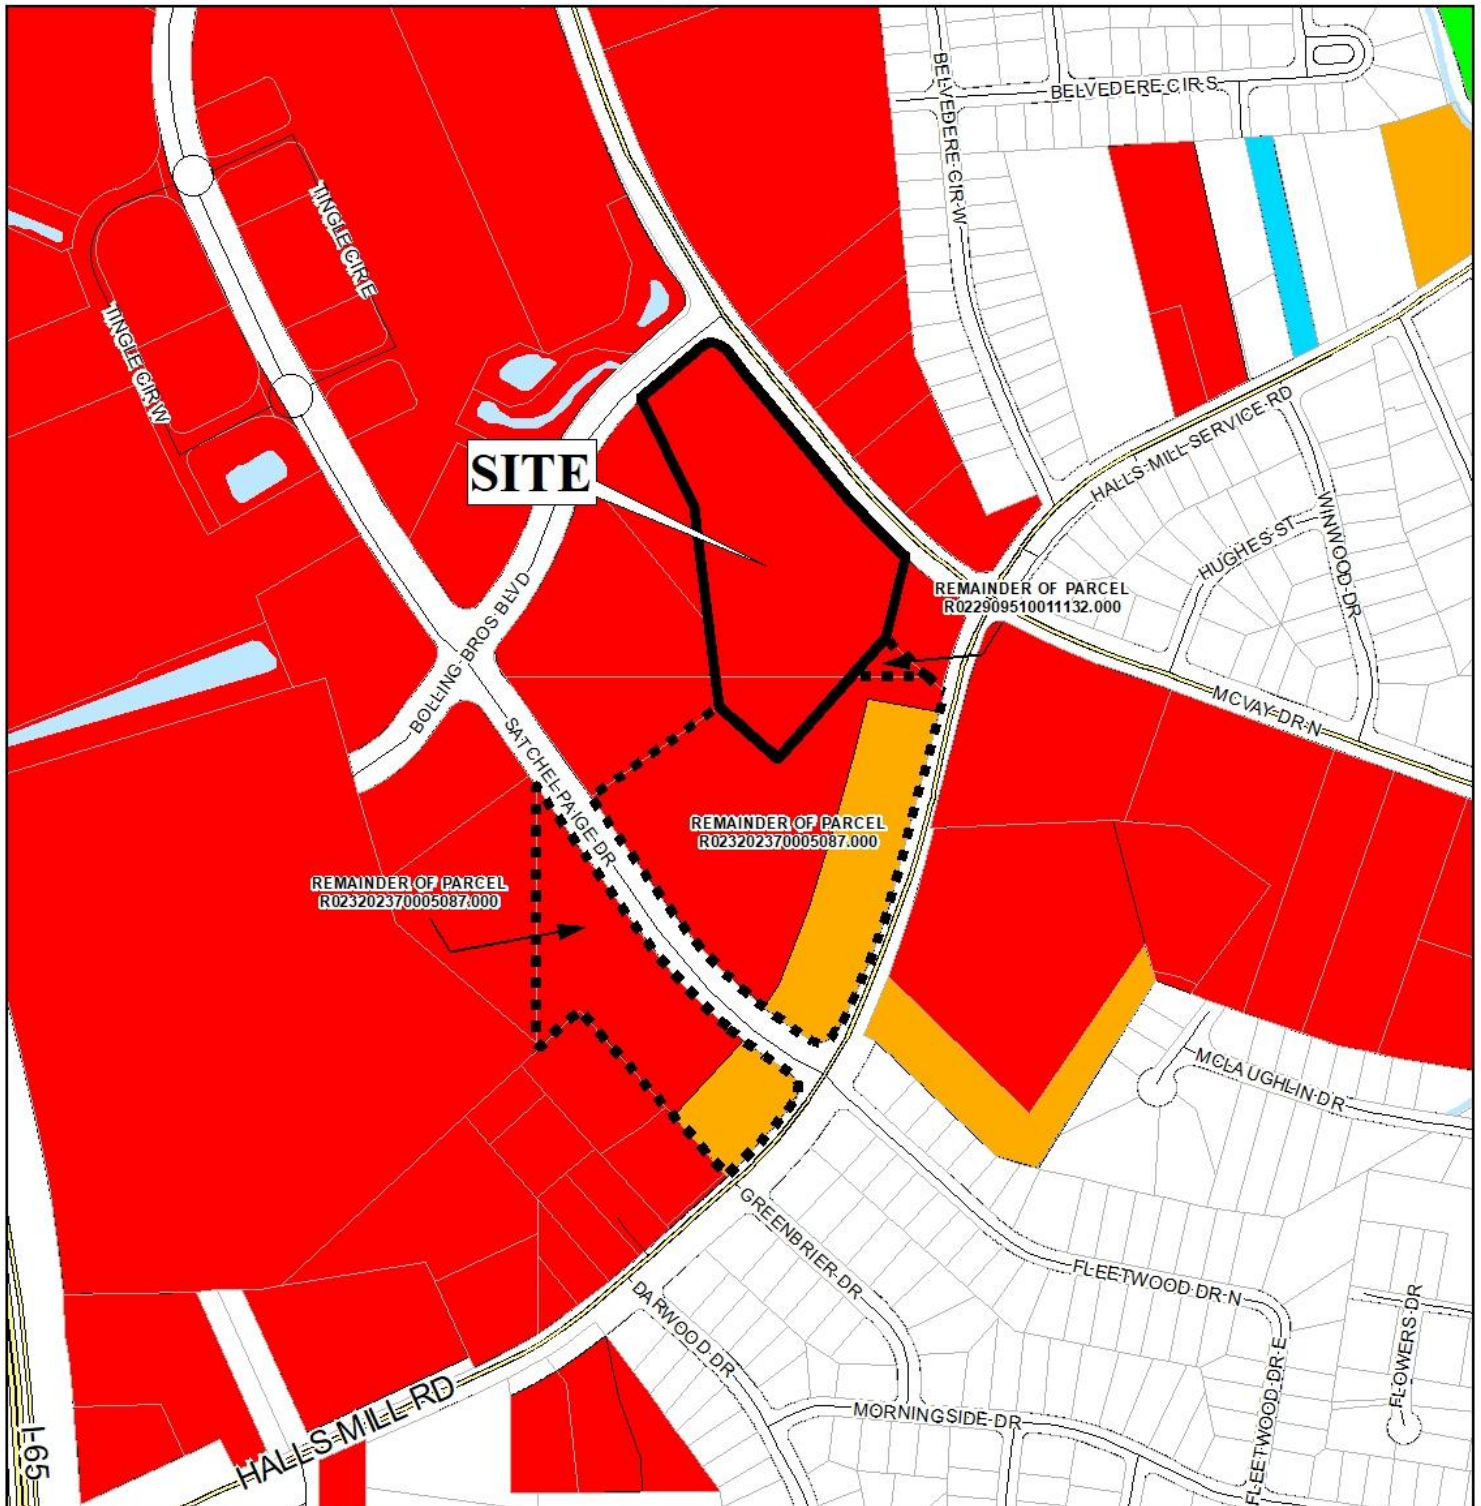 BELVEDERE CIR S
BELVEDERE CIR W
TINGLE CIR E
TINGLE CIR W
SITE
HALLS MILL SERVICE RD
HUGHES ST
WINWOOD DR
REMAINDER OF PARCEL
R022909510011132.000
BOLLING BROS BLVD
MCVAY DR N
SATCHEL PAIGE DR
REMAINDER OF PARCEL
R023202370005087.000
REMAINDER OF PARCEL
R023202370005087.000
MCLAUGHLIN DR
GREENBRIER DR
FLEETWOOD DR N
DARWOOD DR
FLOWERS DR
FLEETWOOD DR E
HALLS MILL RD
MORNINGSIDE DR
I-65